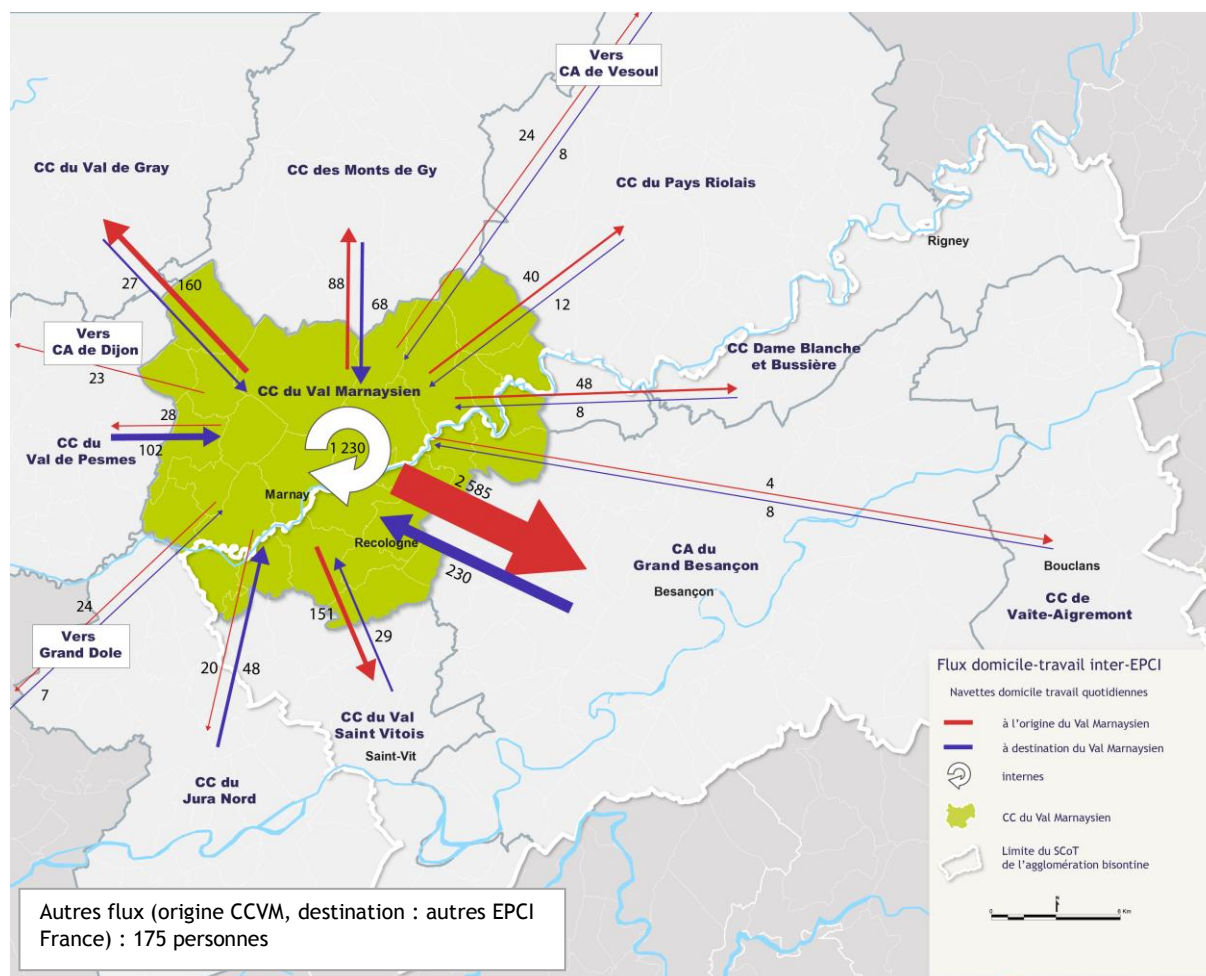 Vers
CA de Vesoul
24
8
CC du Val de Gray
CC des Monts de Gy
CC du Pays Riolais
Rigney
27
160
88
68
40
12
Vers
CA de Dijon
23
CC Dame Blanche
et Bussière
CC du Val Marnaysien
48
8
28
102
CC du
Val de Pesmes
1 230
Marnay
2 585
4
8
Recologne
230
CA du
Grand Besançon
Besançon
Bouclans
CC de
Vaîte-Aigremont
24
Vers
Grand Dole
7
151
29
20
48
CC du Val
Saint Vitois
Saint-Vit
CC du
Jura Nord
Flux domicile-travail inter-EPCI
Navettes domicile travail quotidiennes
à l'origine du Val Marnaysien
à destination du Val Marnaysien
internes
CC du Val Marnaysien
Limite du SCoT
de l'agglomération bisontine
N
0
6 Km
Autres flux (origine CCVM, destination : autres EPCI
France) : 175 personnes